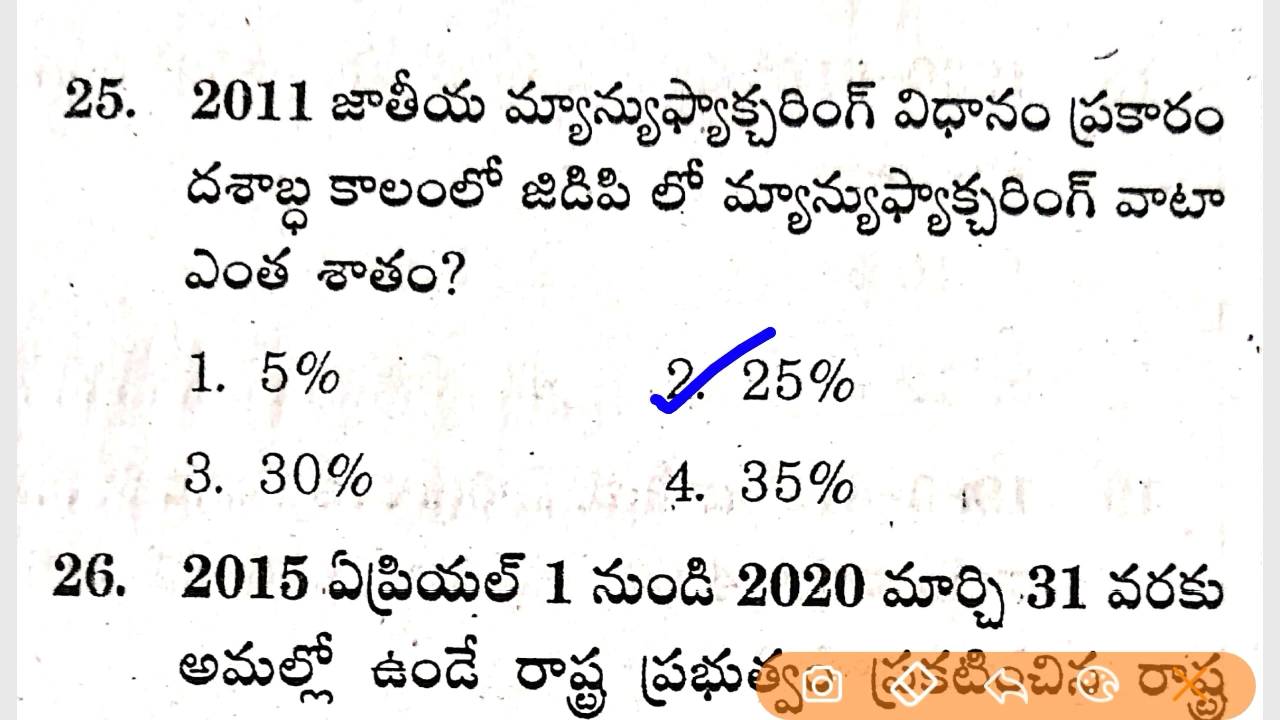 25. 2011 జాతీయ మ్యాన్యుఫ్యాక్చరింగ్ విధానం ప్రకారం
దశాబ్ధ కాలంలో జిడిపి లో మ్యాన్యుఫ్యాక్చరింగ్ వాటా
ఎంత శాతం?
1. 5% 2. 25%
3. 30% 4. 35%
26. 2015 ఏప్రియల్ 1 నుండి 2020 మార్చి 31 వరకు
అమల్లో ఉండే రాష్ట్ర ప్రభుత్వం ప్రకటించిన రాష్ట్ర